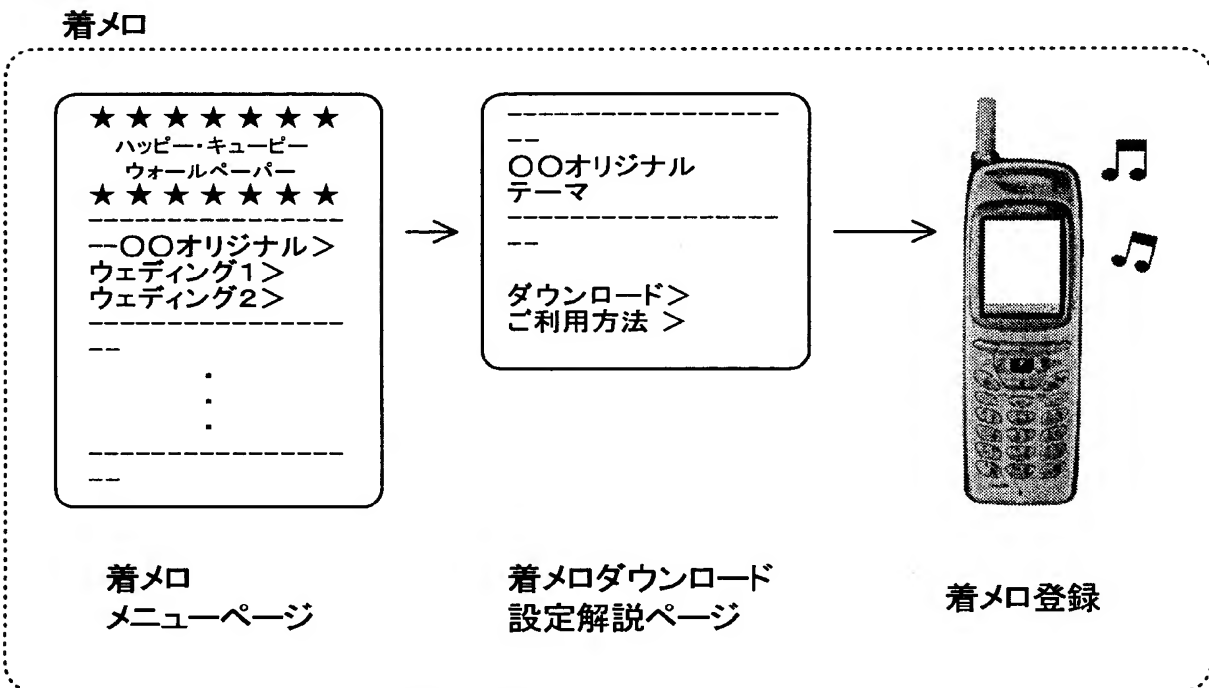 着メロ
★★★★★★★
ハッピー・キューピー
ウォールペーパー
★★★★★★★
-----------------
--〇〇オリジナル＞
ウェディング1＞
ウェディング2＞
-----------------
--
・
・
・
-----------------
--
-----------------
--
〇〇オリジナル
テーマ
-----------------
--
ダウンロード＞
ご利用方法 ＞
着メロ
メニューページ
着メロダウンロード
設定解説ページ
着メロ登録